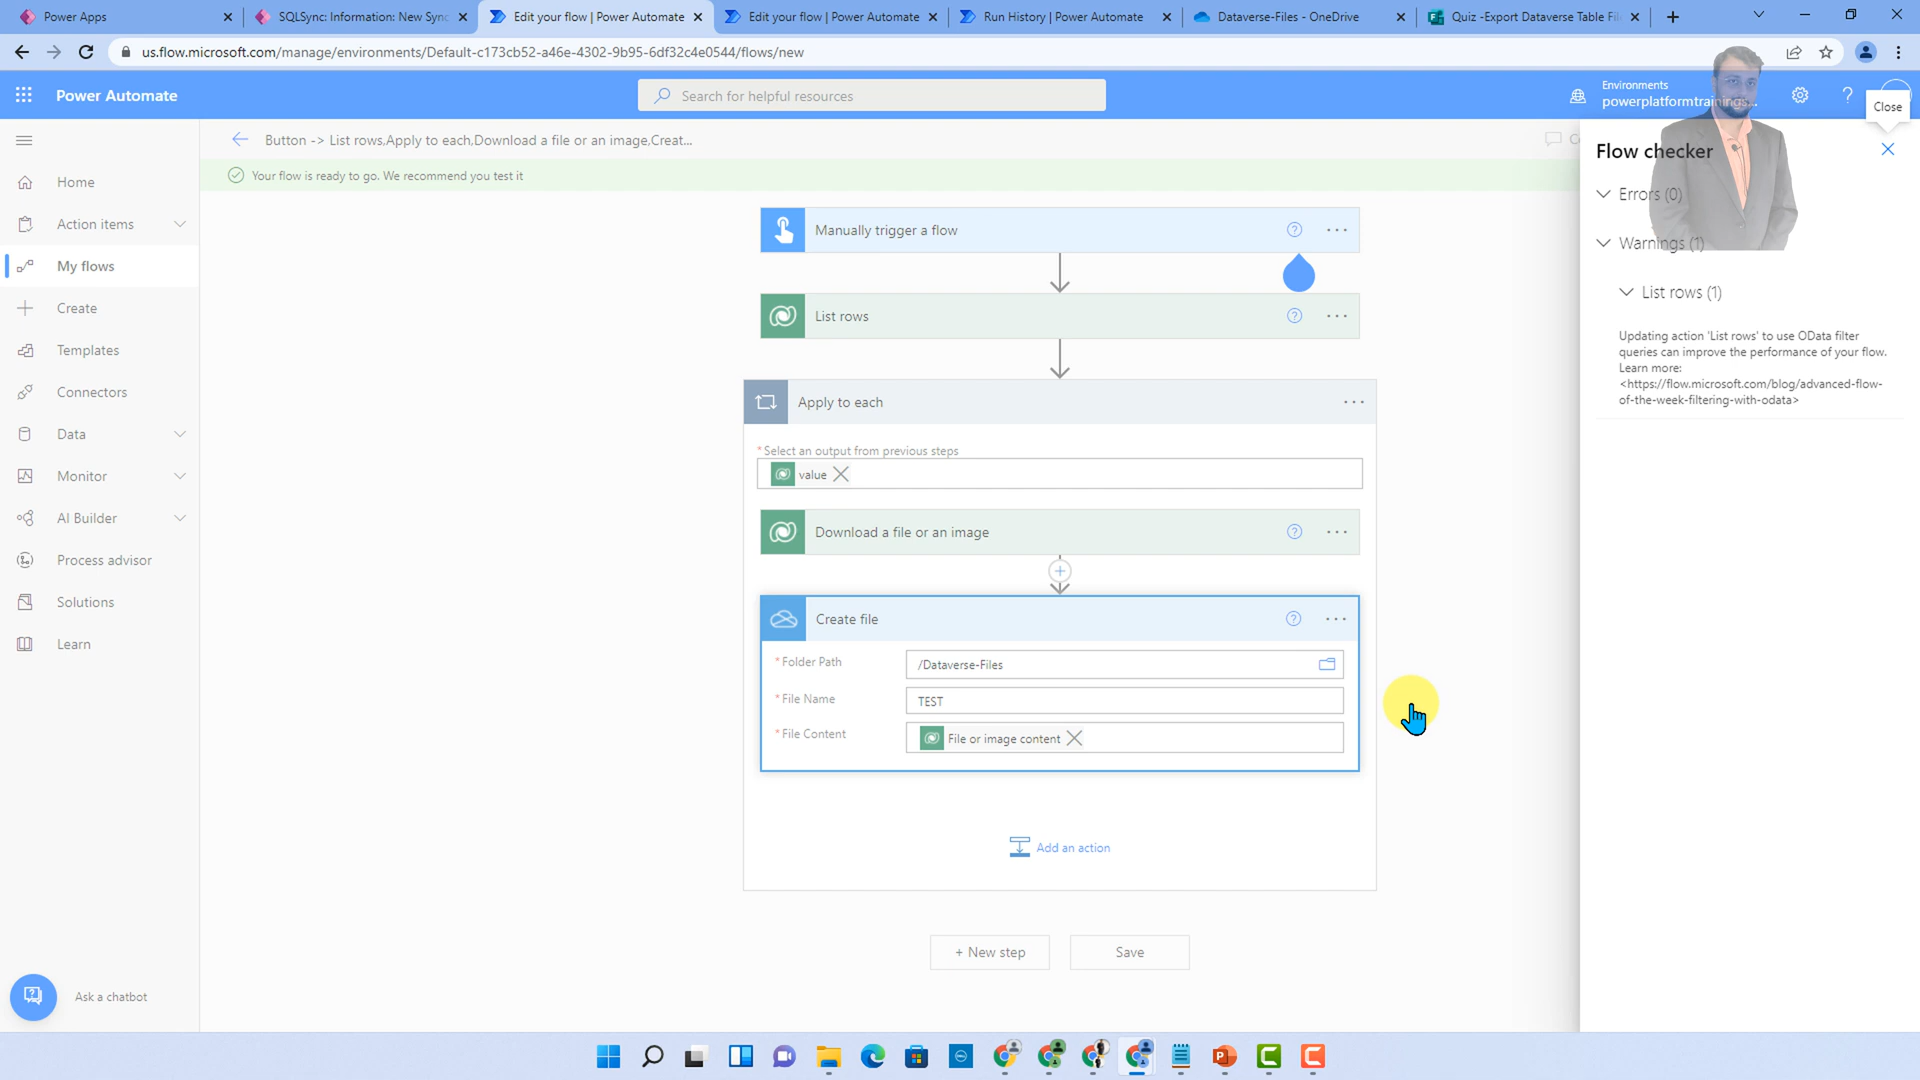 Power Apps
SQLSync: Information: New Sync
Edit your flow | Power Automate
Edit your flow | Power Automate
Run History | Power Automate
Dataverse-Files - OneDrive
Quiz -Export Dataverse Table File
us.flow.microsoft.com/manage/environments/Default-c173cb52-a46e-4302-9b95-6df32c4e0544/flows/new
Power Automate
Search for helpful resources
Environments
powerplatformtrainings...
Close
Button -> List rows,Apply to each,Download a file or an image,Creat...
Your flow is ready to go. We recommend you test it
Home
Action items
My flows
Create
Templates
Connectors
Data
Monitor
AI Builder
Process advisor
Solutions
Learn
Ask a chatbot
Manually trigger a flow
List rows
Apply to each
* Select an output from previous steps
value
Download a file or an image
Create file
* Folder Path
/Dataverse-Files
* File Name
TEST
* File Content
File or image content
Add an action
+ New step
Save
Flow checker
Errors (0)
Warnings (1)
List rows (1)
Updating action 'List rows' to use OData filter
queries can improve the performance of your flow.
Learn more:
<https://flow.microsoft.com/blog/advanced-flow-
of-the-week-filtering-with-odata>